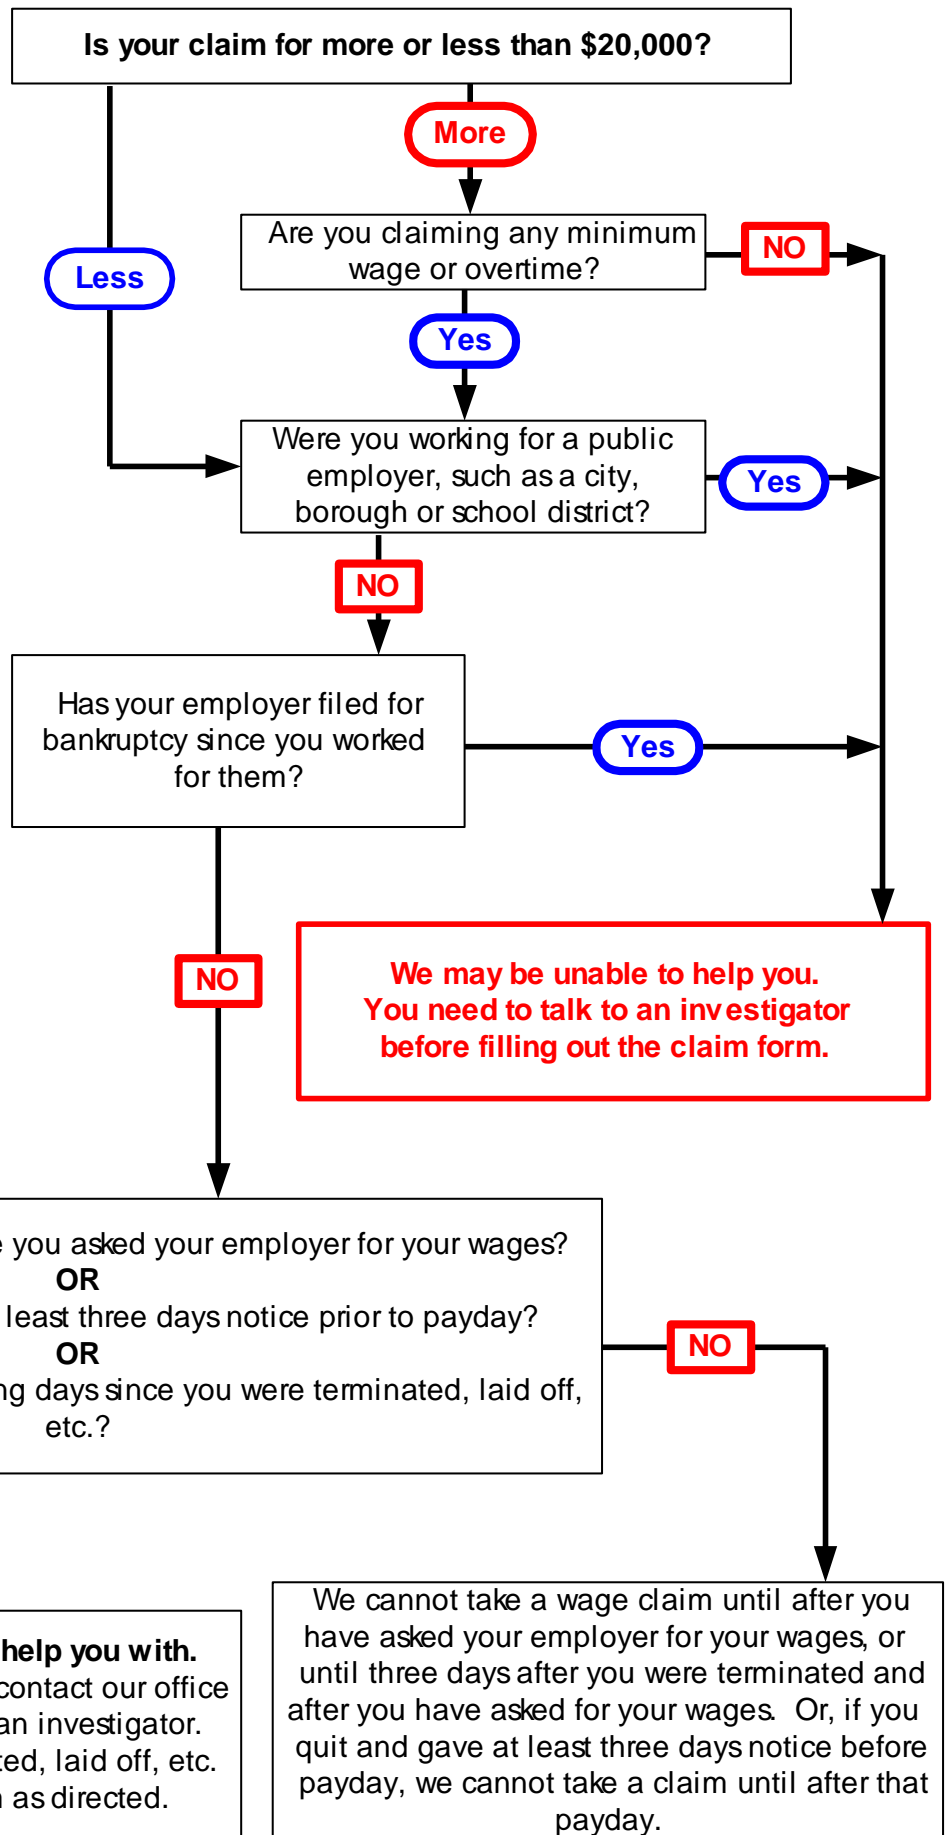 Is your claim for more or less than $20,000?
More
Are you claiming any minimum
wage or overtime?
NO
Less
Yes
Were you working for a public
employer, such as a city,
borough or school district?
Yes
NO
Has your employer filed for
bankruptcy since you worked
for them?
Yes
NO
We may be unable to help you.
You need to talk to an investigator
before filling out the claim form.
you asked your employer for your wages?
OR
least three days notice prior to payday?
OR
days since you were terminated, laid off,
etc.?
NO
help you with.
contact our office
an investigator.
laid off, etc.
as directed.
We cannot take a wage claim until after you
have asked your employer for your wages, or
until three days after you were terminated and
after you have asked for your wages. Or, if you
quit and gave at least three days notice before
payday, we cannot take a claim until after that
payday.